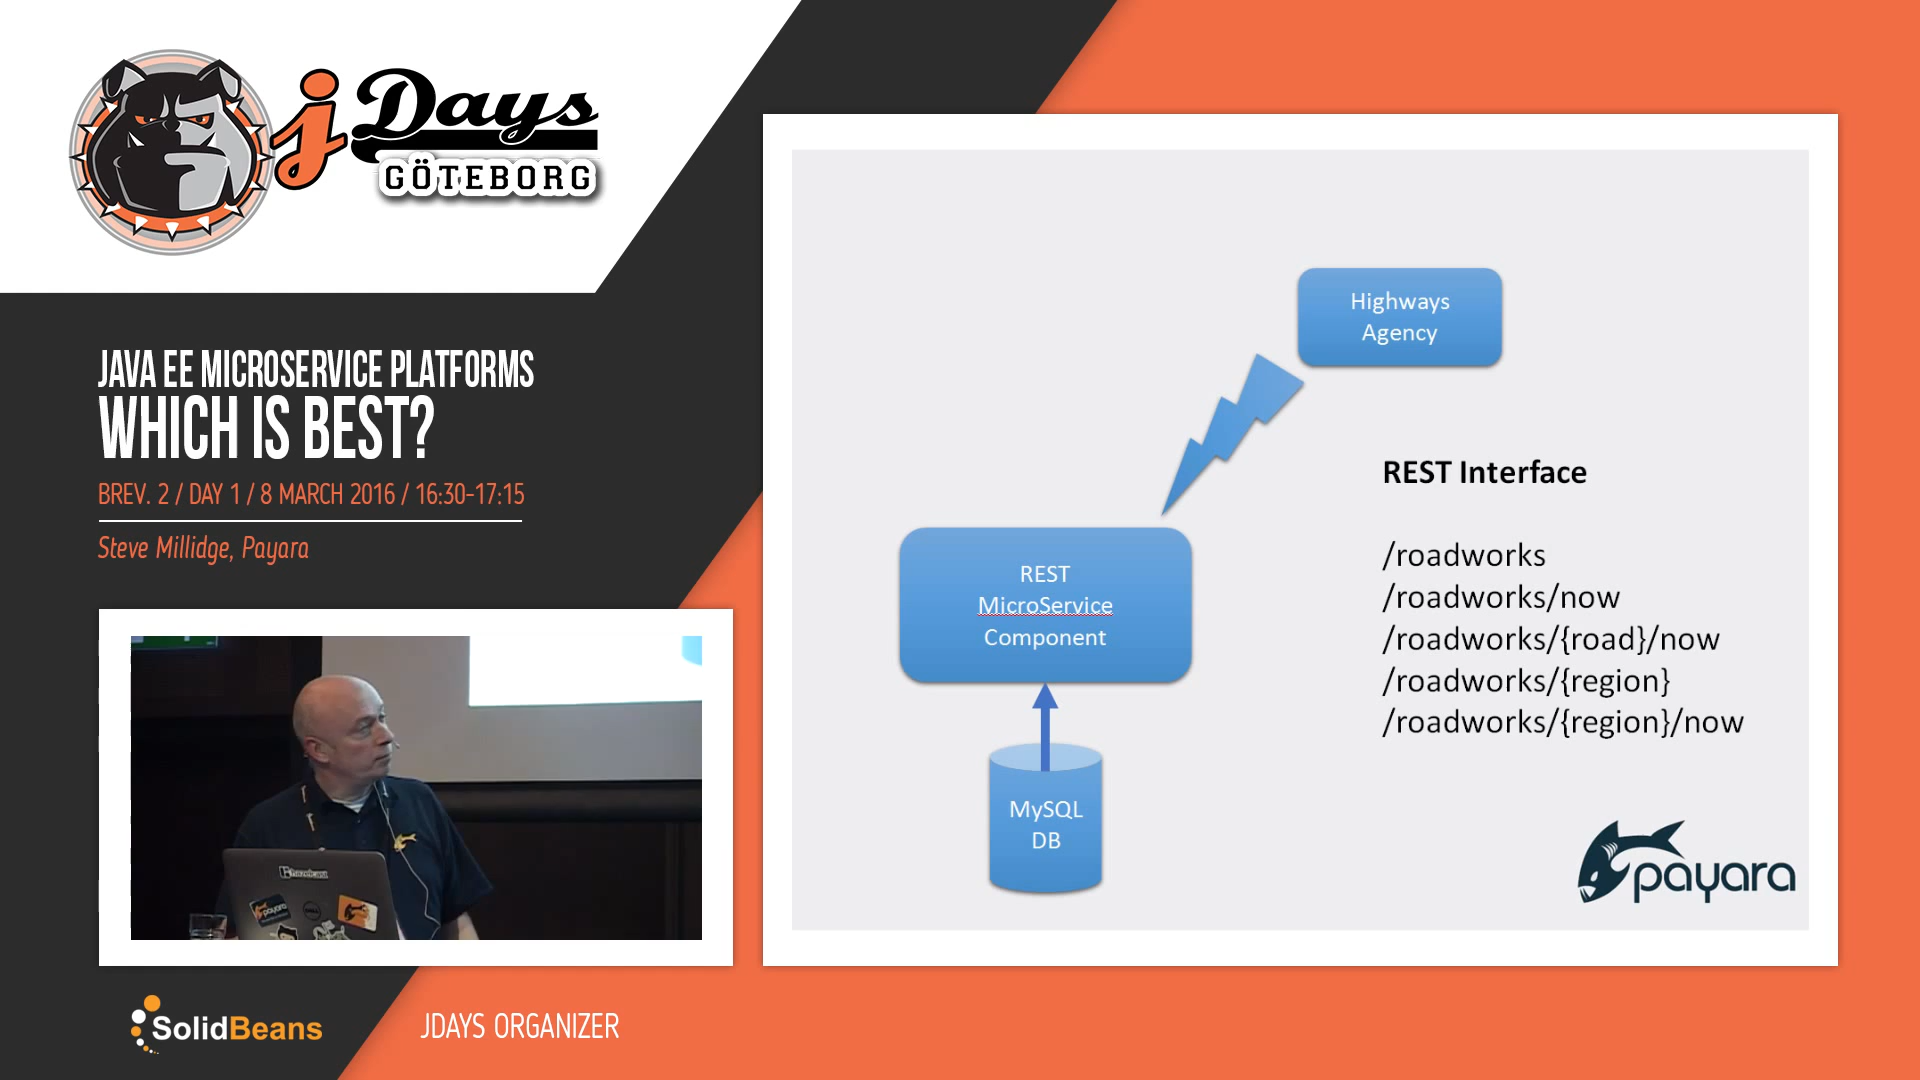 jDays
GÖTEBORG
JAVA EE MICROSERVICE PLATFORMS
WHICH IS BEST?
BREV. 2 / DAY 1 / 8 MARCH 2016 / 16:30-17:15
Steve Millidge, Payara
Highways
Agency
REST Interface
/roadworks
/roadworks/now
/roadworks/{road}/now
/roadworks/{region}
/roadworks/{region}/now
REST
MicroService
Component
MySQL
DB
payara
payara
DELL
SolidBeans
JDAYS ORGANIZER